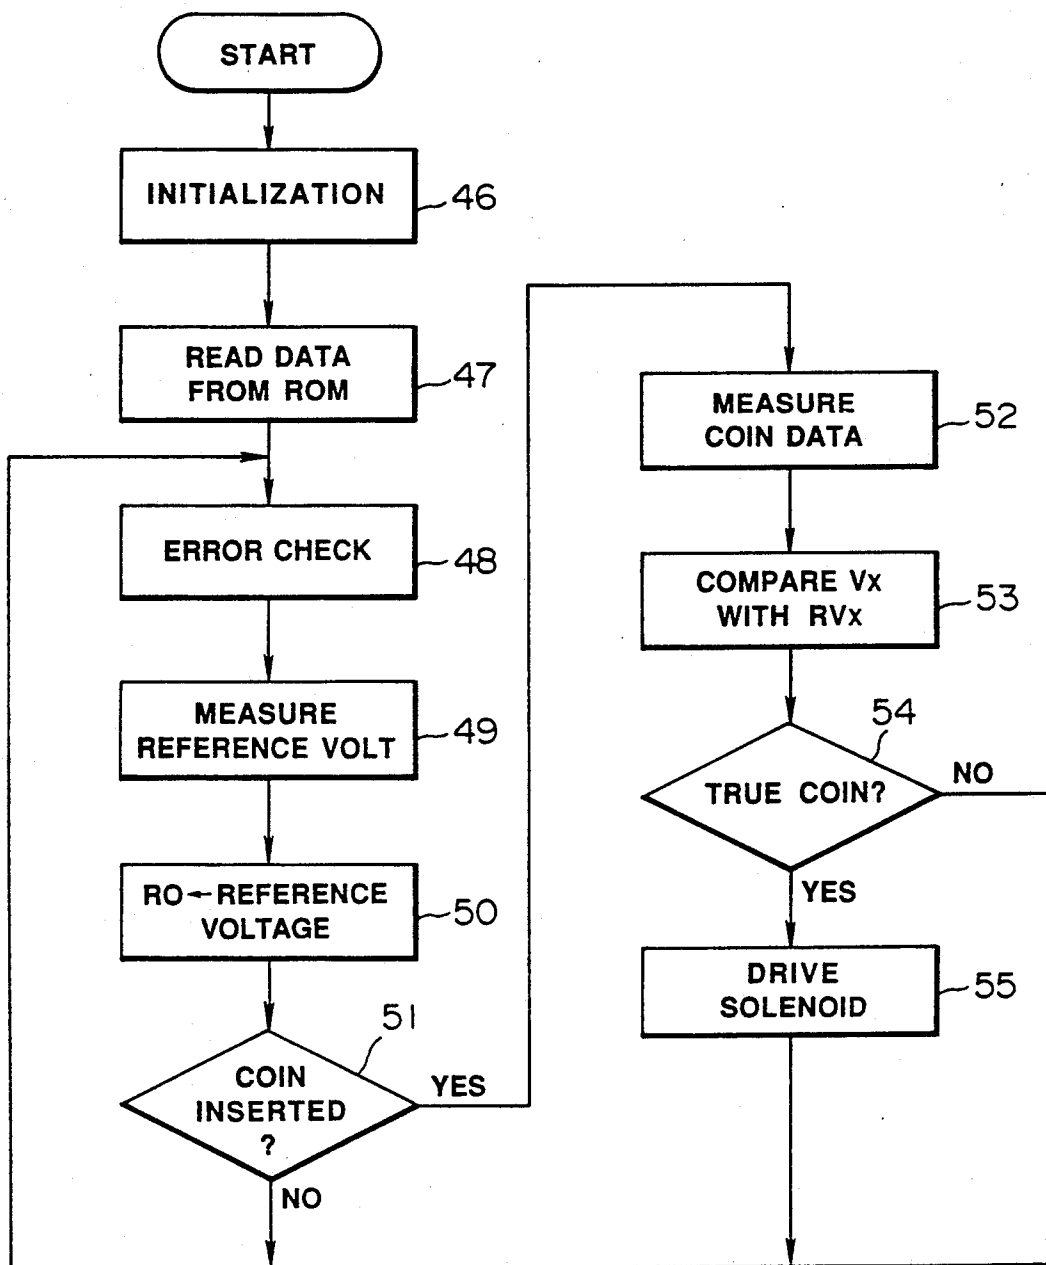 START
INITIALIZATION
46
READ DATA
FROM ROM
47
ERROR CHECK
48
MEASURE
REFERENCE VOLT
49
RO←REFERENCE
VOLTAGE
50
51
COIN
INSERTED
?
YES
NO
MEASURE
COIN DATA
52
COMPARE Vx
WITH RVx
53
54
TRUE COIN?
NO
YES
DRIVE
SOLENOID
55